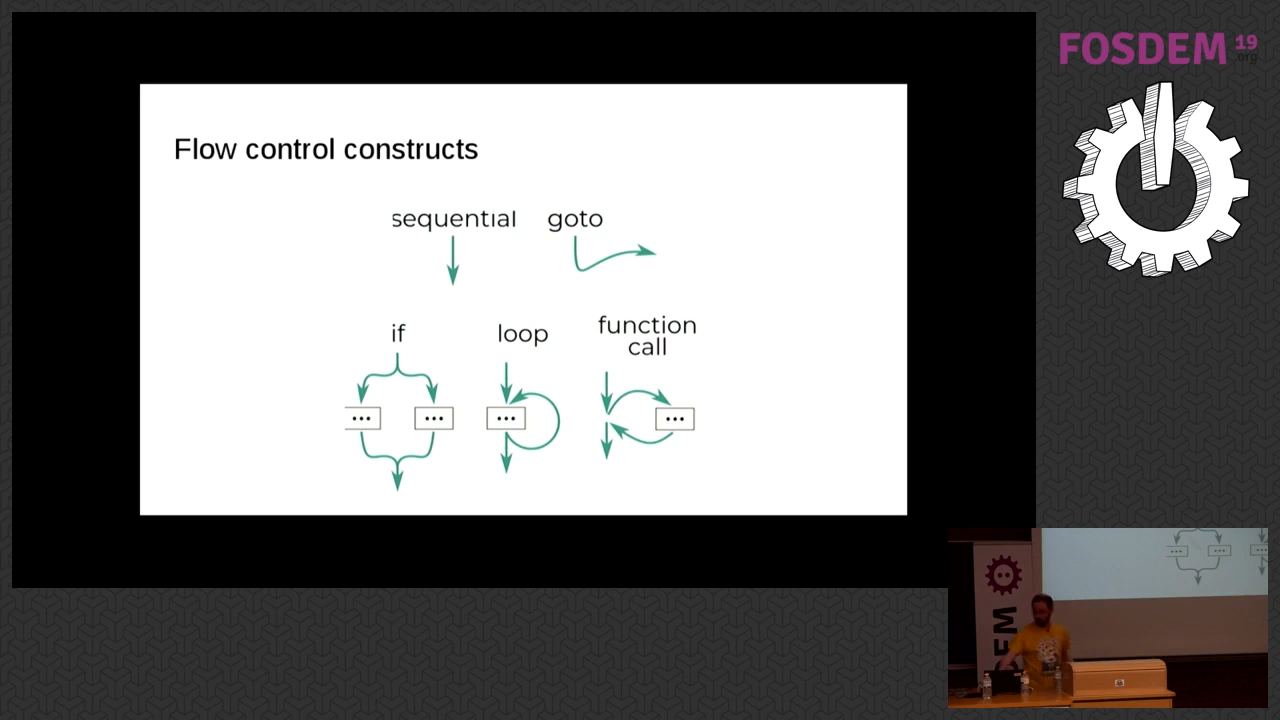 FOSDEM 19
.org
Flow control constructs
sequential goto
if
loop
function
call
...
...
...
...